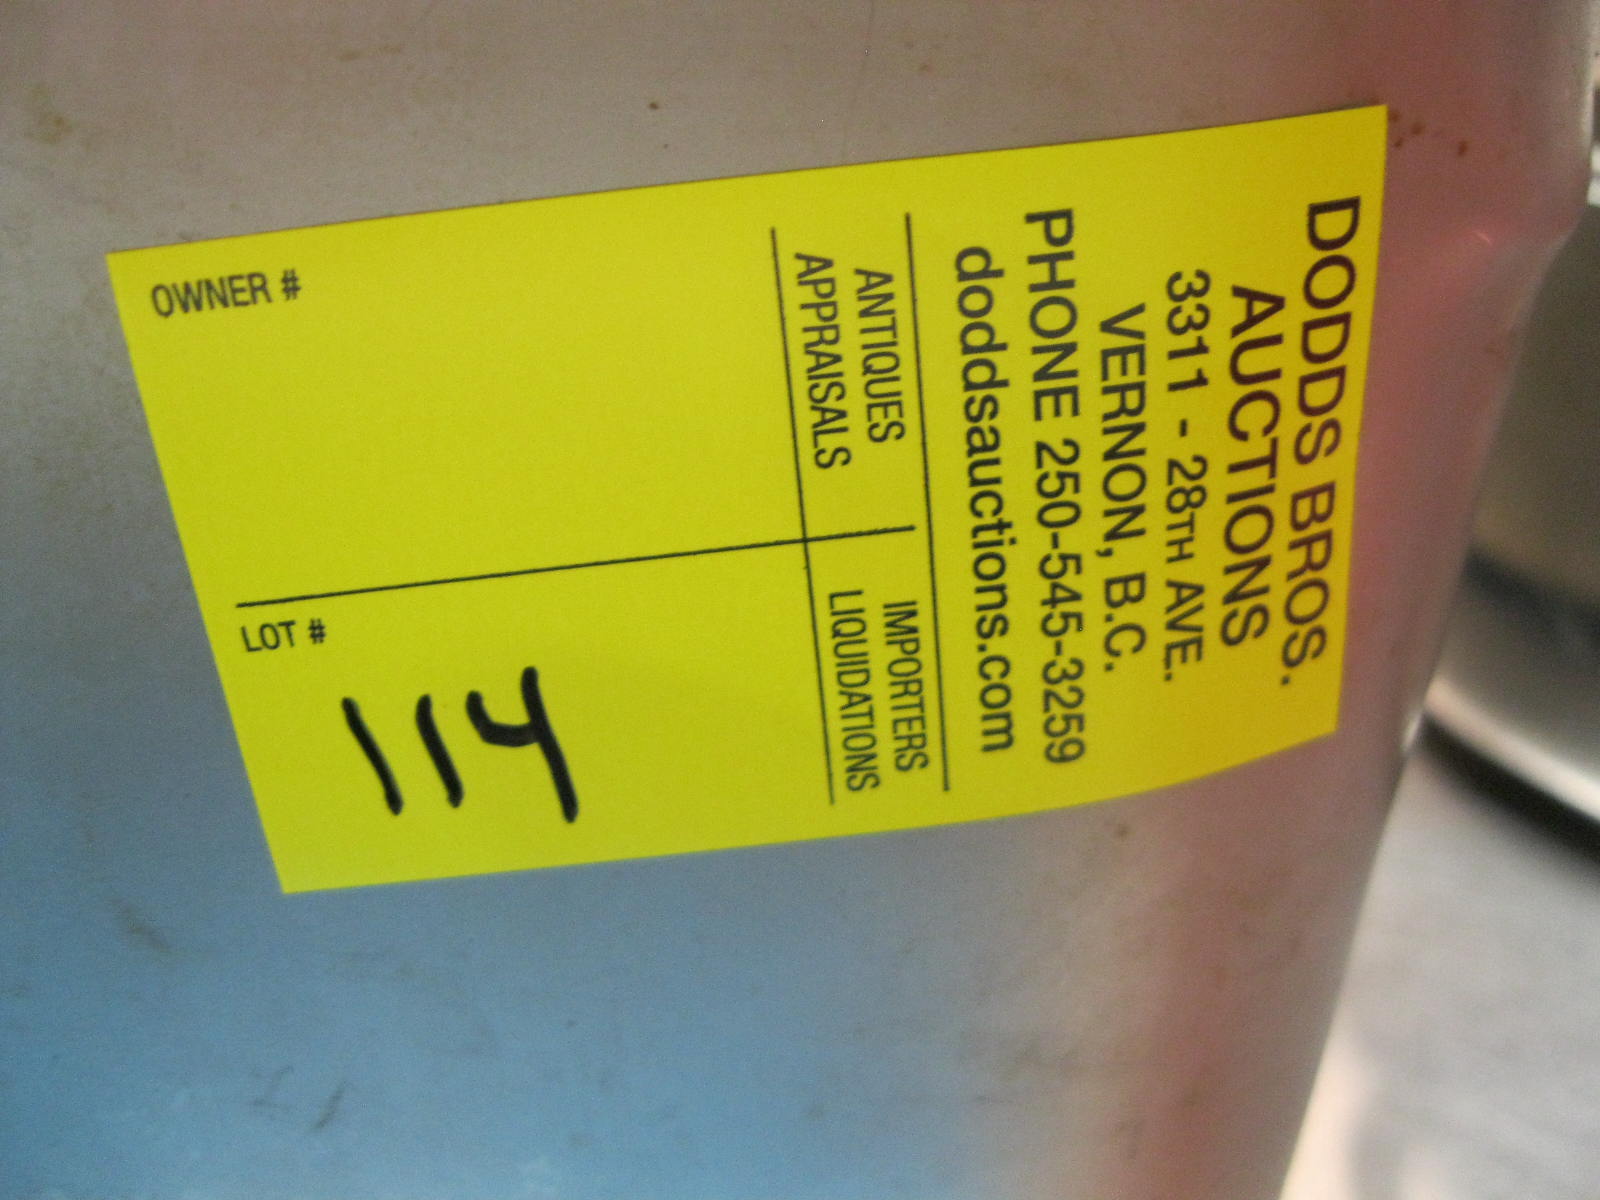 DODDS BROS.
AUCTIONS
3311 - 28TH AVE.
VERNON, B.C.
PHONE 250-545-3259
doddsauctions.com
ANTIQUES
APPRAISALS
IMPORTERS
LIQUIDATIONS
OWNER #
LOT #
114